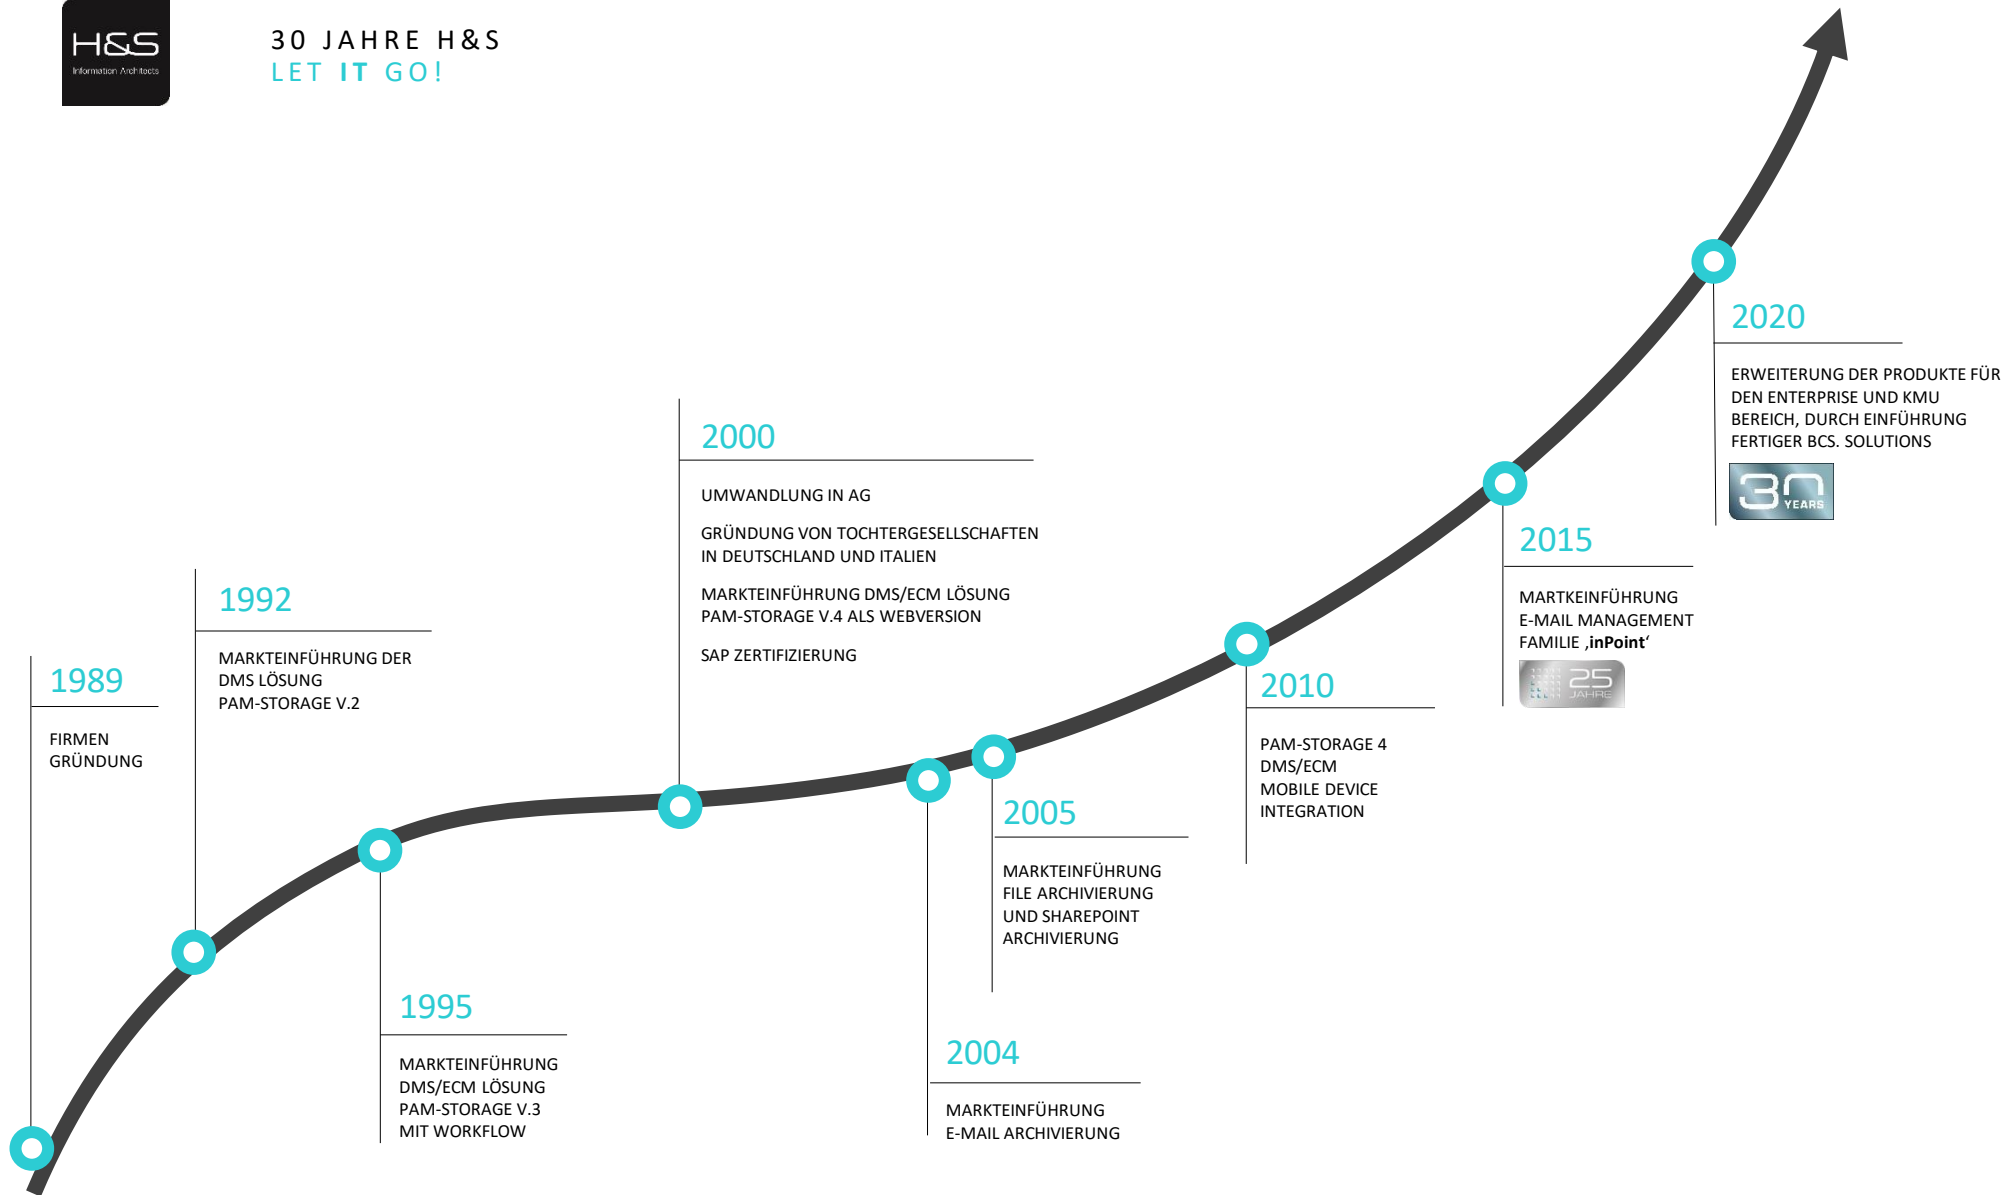 H&S
Information Architects
30 JAHRE H&S
LET IT GO!
1989
FIRMEN
GRÜNDUNG
1992
MARKTEINFÜHRUNG DER
DMS LÖSUNG
PAM-STORAGE V.2
1995
MARKTEINFÜHRUNG
DMS/ECM LÖSUNG
PAM-STORAGE V.3
MIT WORKFLOW
2000
UMWANDLUNG IN AG
GRÜNDUNG VON TOCHTERGESELLSCHAFTEN
IN DEUTSCHLAND UND ITALIEN
MARKTEINFÜHRUNG DMS/ECM LÖSUNG
PAM-STORAGE V.4 ALS WEBVERSION
SAP ZERTIFIZIERUNG
2004
MARKTEINFÜHRUNG
E-MAIL ARCHIVIERUNG
2005
MARKTEINFÜHRUNG
FILE ARCHIVIERUNG
UND SHAREPOINT
ARCHIVIERUNG
2010
PAM-STORAGE 4
DMS/ECM
MOBILE DEVICE
INTEGRATION
2015
MARTKEINFÜHRUNG
E-MAIL MANAGEMENT
FAMILIE ‚inPoint‘
25
JAHRE
2020
ERWEITERUNG DER PRODUKTE FÜR
DEN ENTERPRISE UND KMU
BEREICH, DURCH EINFÜHRUNG
FERTIGER BCS. SOLUTIONS
30
YEARS